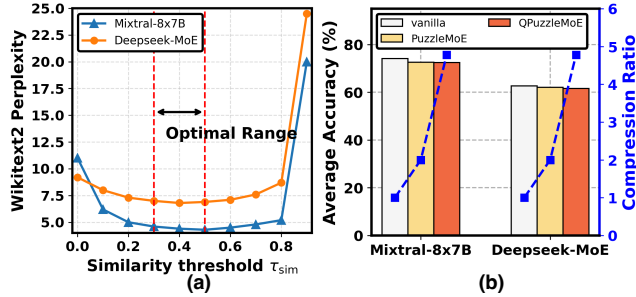 Mixtral-8x7B
Deepseek-MoE
Optimal Range
Wikitext2 Perplexity
25.0
22.5
20.0
17.5
15.0
12.5
10.0
7.5
5.0
0.0 0.2 0.4 0.6 0.8
Similarity threshold τsim
(a)
vanilla
PuzzleMoE
QPuzzleMoE
Average Accuracy (%)
80
60
40
20
0
Mixtral-8x7B Deepseek-MoE
6
5
4
3
2
1
0
Compression Ratio
(b)